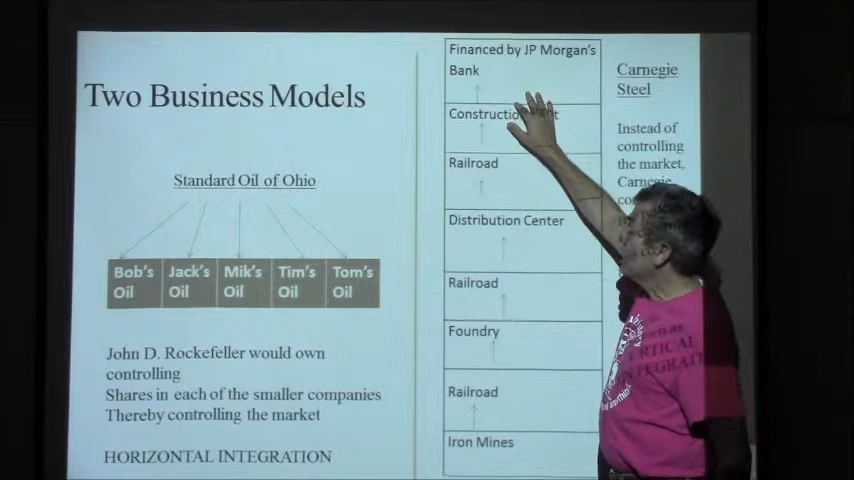 Two Business Models
Standard Oil of Ohio
Bob's
Oil
Jack's
Oil
Mik's
Oil
Tim's
Oil
Tom's
Oil
John D. Rockefeller would own
controlling
Shares in each of the smaller companies
Thereby controlling the market
HORIZONTAL INTEGRATION
Financed by JP Morgan's
Bank
Railroad
Distribution Center
Railroad
Foundry
Railroad
Iron Mines
Carnegie
Steel
Instead of
controlling
the market,
Carnegie
as